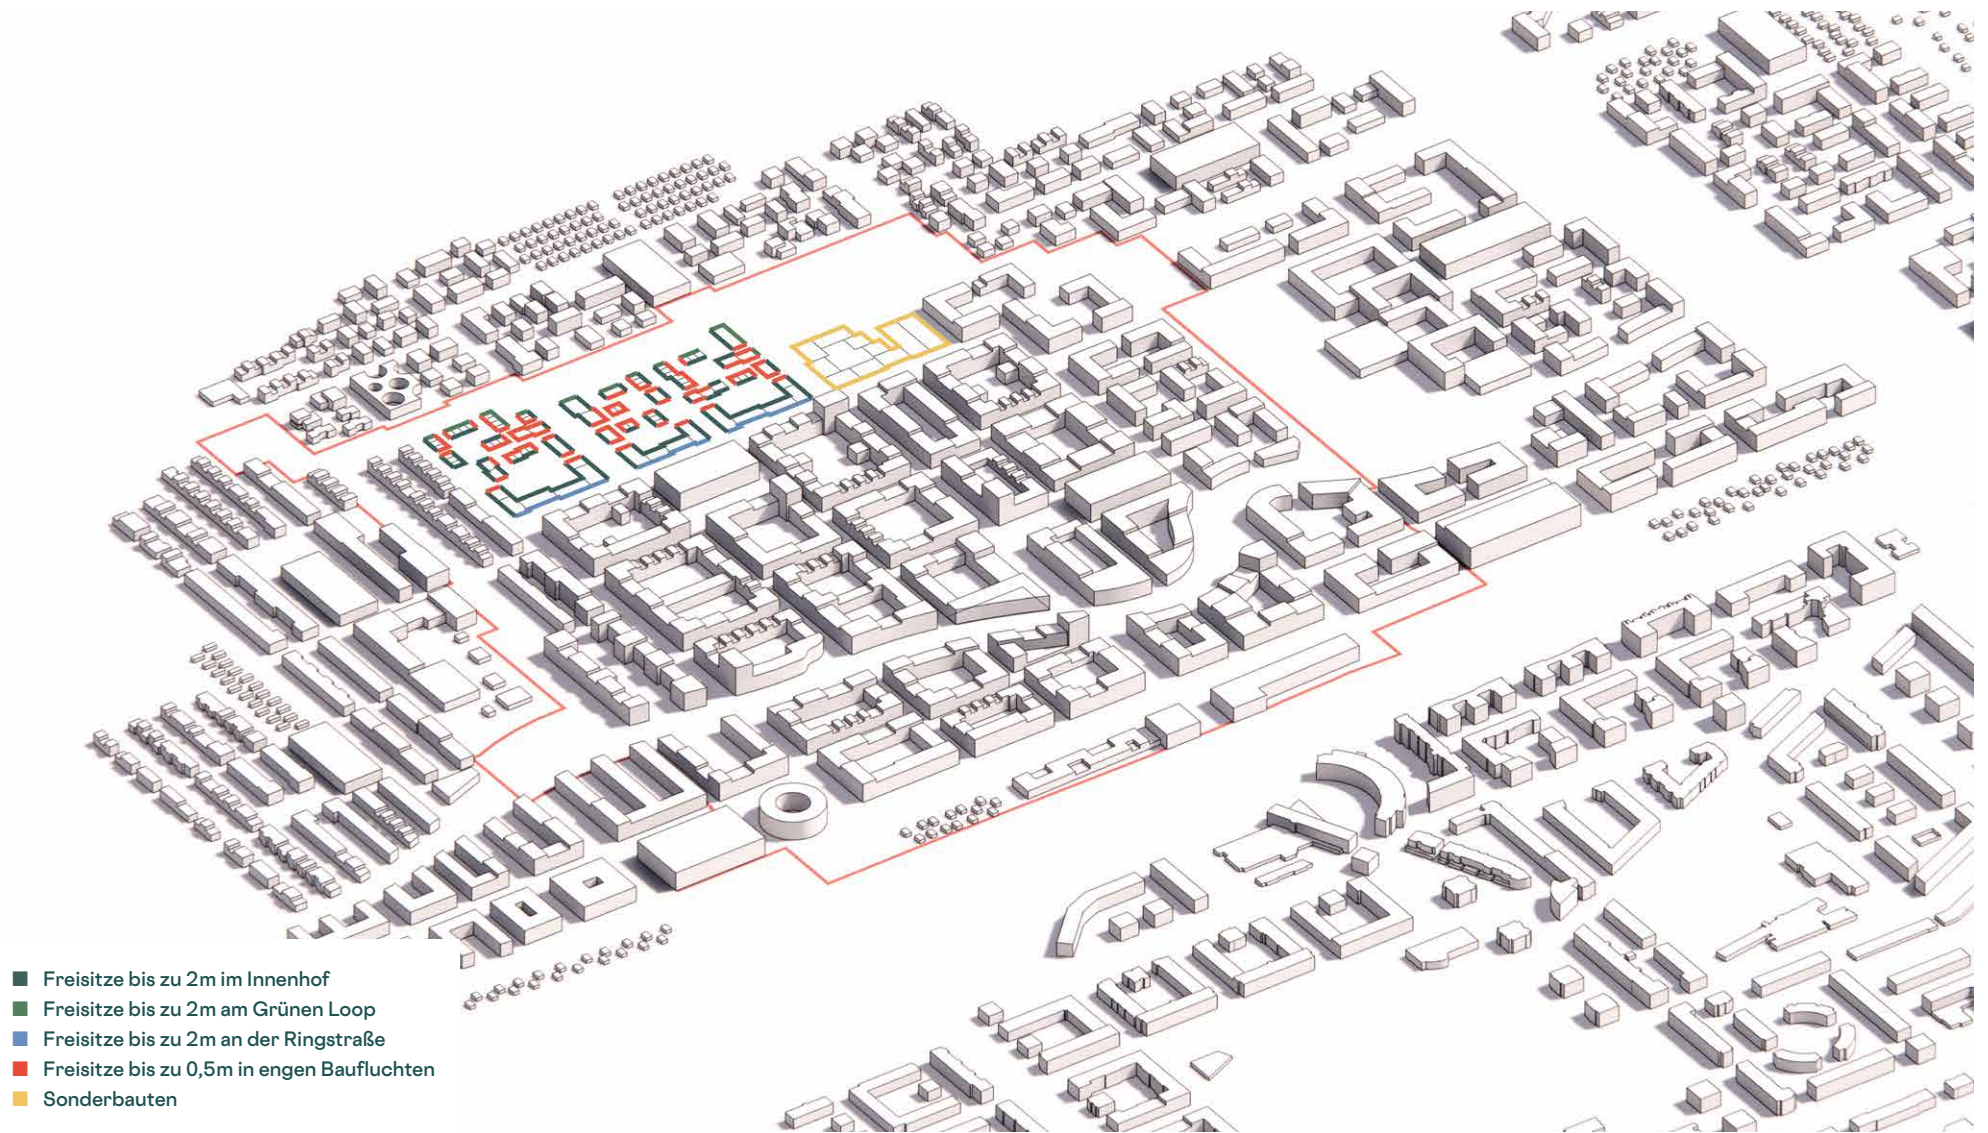 Freisitze bis zu 2m im Innenhof
Freisitze bis zu 2m am Grünen Loop
Freisitze bis zu 2m an der Ringstraße
Freisitze bis zu 0,5m in engen Baufluchten
Sonderbauten